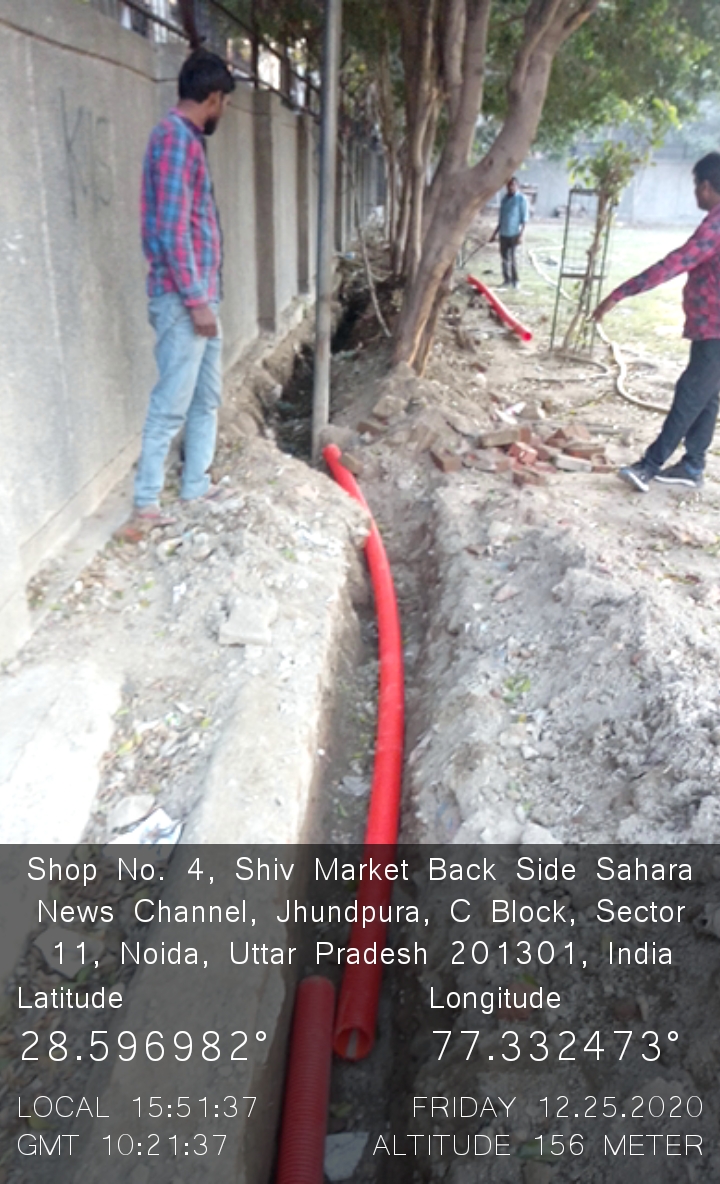 Shop No. 4, Shiv Market Back Side Sahara
News Channel, Jhundpura, C Block, Sector
11, Noida, Uttar Pradesh 201301, India
Latitude Longitude
28.596982° 77.332473°
LOCAL 15:51:37 FRIDAY 12.25.2020
GMT 10:21:37 ALTITUDE 156 METER